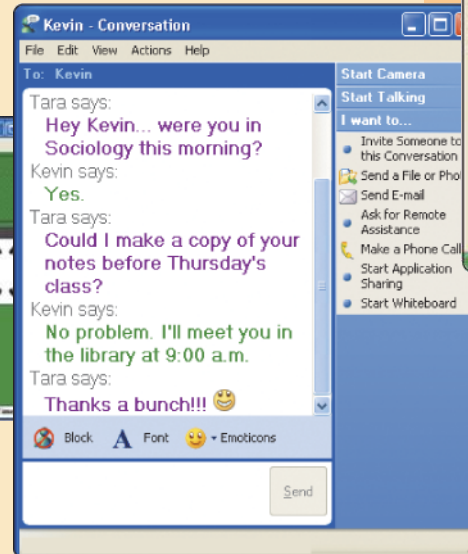 Kevin - Conversation
File Edit View Actions Help
To: Kevin
Tara says:
Hey Kevin... were you in
Sociology this morning?
Kevin says:
Yes.
Tara says:
Could I make a copy of your
notes before Thursday's
class?
Kevin says:
No problem. I'll meet you in
the library at 9:00 a.m.
Tara says:
Thanks a bunch!!!
Block A Font Emoticons
Send
Start Camera
Start Talking
I want to...
Invite Someone to
this Conversation
Send a File or Pho
Send E-mail
Ask for Remote
Assistance
Make a Phone Call
Start Application
Sharing
Start Whiteboard